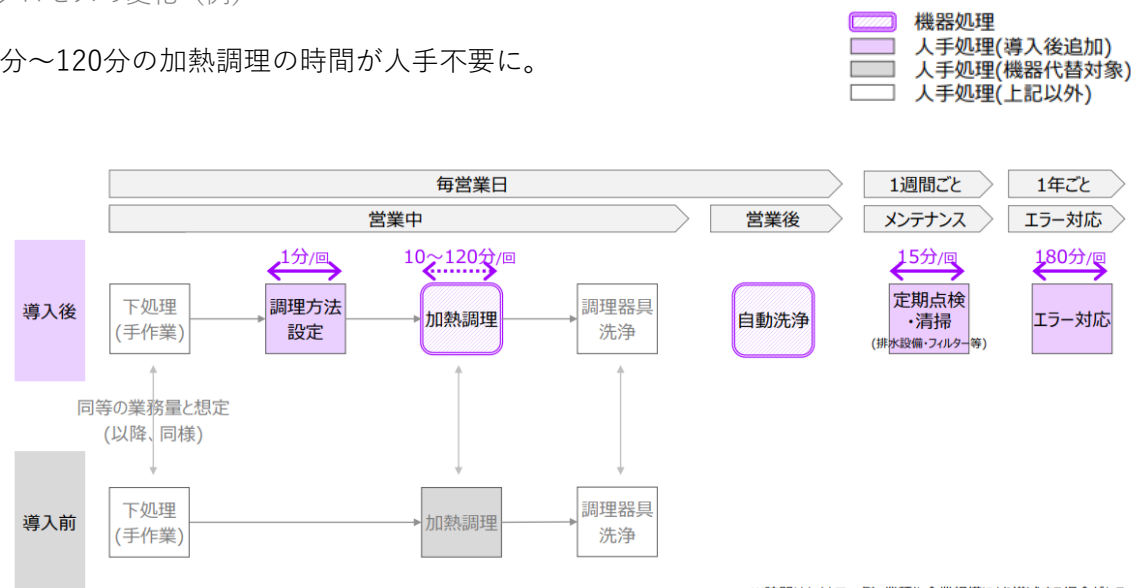 プロセスの変化（例）
分～120分の加熱調理の時間が人手不要に。
機器処理
人手処理(導入後追加)
人手処理(機器代替対象)
人手処理(上記以外)
毎営業日
1週間ごと
1年ごと
営業中
営業後
メンテナンス
エラー対応
1分/回
10～120分/回
15分/回
180分/回
導入後
下処理
(手作業)
調理方法
設定
加熱調理
調理器具
洗浄
自動洗浄
定期点検
・清掃
(排水設備・フィルター等)
エラー対応
同等の業務量と想定
(以降、同様)
導入前
下処理
(手作業)
加熱調理
調理器具
洗浄